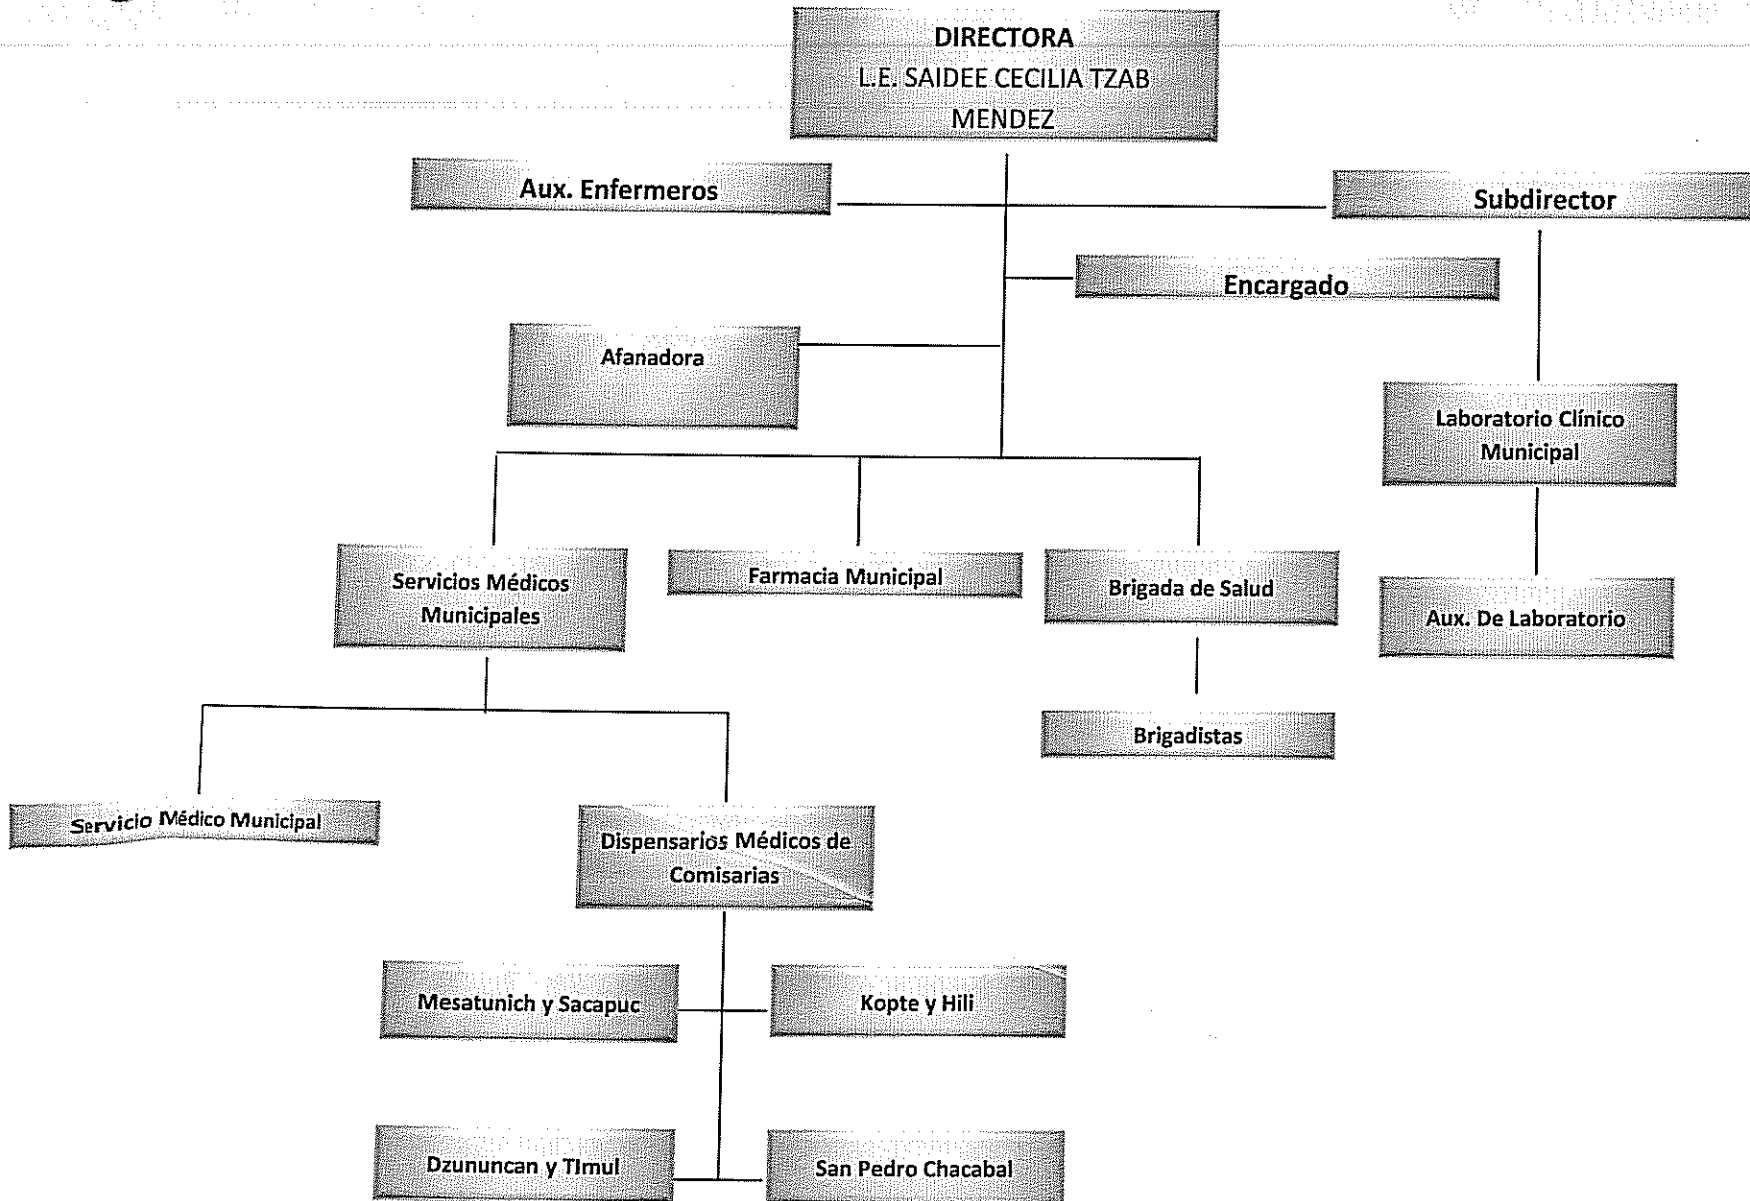 DIRECTORA
L.E. SAIDEE CECILIA TZAB
MENDEZ
Aux. Enfermeros
Subdirector
Encargado
Afanadora
Laboratorio Clínico
Municipal
Servicios Médicos
Municipales
Farmacia Municipal
Brigada de Salud
Aux. De Laboratorio
Brigadistas
Servicio Médico Municipal
Dispensarios Médicos de
Comisarias
Mesatunich y Sacapuc
Kopte y Hili
Dzununcan y TImul
San Pedro Chacabal